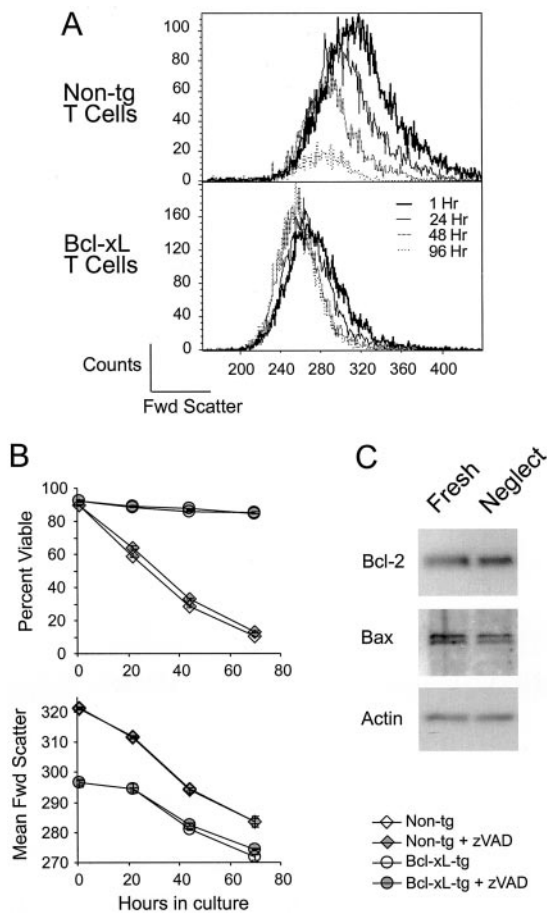 A
Non-tg
T Cells
100
80
60
40
20
0
Bcl-xL
T Cells
160
120
80
40
0
1 Hr
24 Hr
48 Hr
96 Hr
200 240 280 320 360 400
Counts
Fwd Scatter
B
Percent Viable
100
80
60
40
20
0
0 20 40 60 80
Mean Fwd Scatter
320
310
300
290
280
270
0 20 40 60 80
Hours in culture
C
Fresh Neglect
Bcl-2
Bax
Actin
Non-tg
Non-tg + zVAD
Bcl-xL-tg
Bcl-xL-tg + zVAD